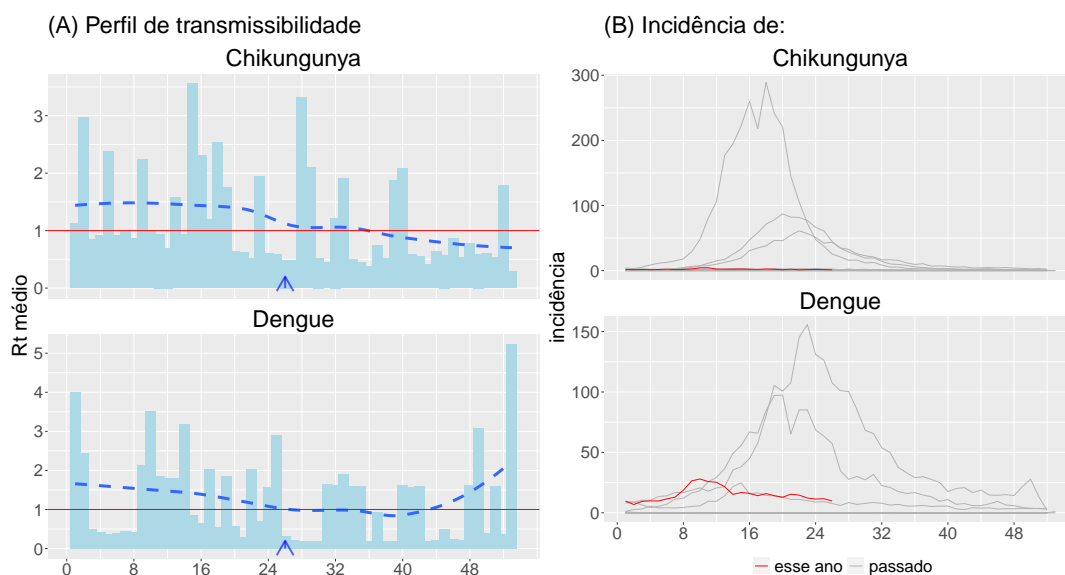 (A) Perfil de transmissibilidade
Chikungunya
3
2
1
0
Dengue
5
4
3
2
1
0
0 8 16 24 32 40 48
Rt médio
(B) Incidência de:
Chikungunya
300
200
100
0
Dengue
150
100
50
0
0 8 16 24 32 40 48
incidência
esse ano passado